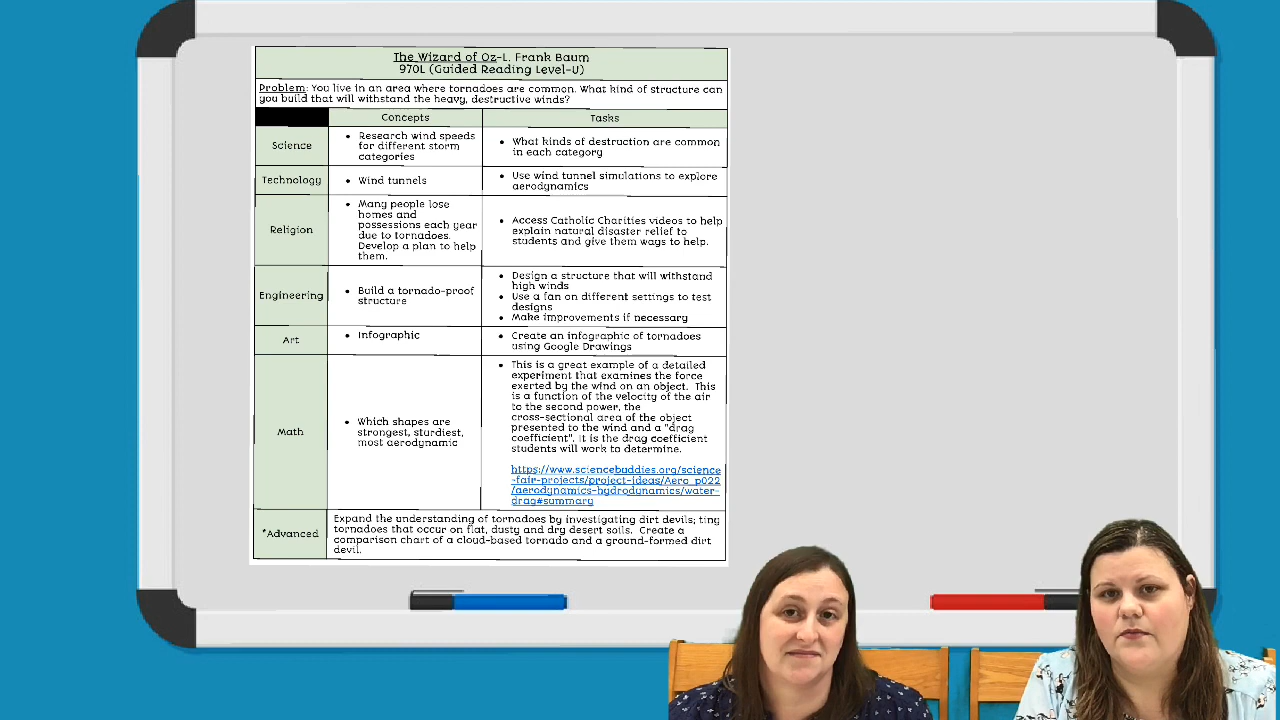 The Wizard of Oz-L. Frank Baum
970L (Guided Reading Level-U)
Problem: You live in an area where tornadoes are common. What kind of structure can
you build that will withstand the heavy, destructive winds?
Concepts
Tasks
Science
• Research wind speeds
for different storm
categories
• What kinds of destruction are common
in each category
Technology
• Wind tunnels
• Use wind tunnel simulations to explore
aerodynamics
Religion
• Many people lose
homes and
possessions each year
due to tornadoes.
Develop a plan to help
them.
• Access Catholic Charities videos to help
explain natural disaster relief to
students and give them ways to help.
Engineering
• Build a tornado-proof
structure
• Design a structure that will withstand
high winds
• Use a fan on different settings to test
designs
• Make improvements if necessary
Art
• Infographic
• Create an infographic of tornadoes
using Google Drawings
Math
• Which shapes are
strongest, sturdiest,
most aerodynamic
• This is a great example of a detailed
experiment that examines the force
exerted by the wind on an object. This
is a function of the velocity of the air
to the second power, the
cross-sectional area of the object
presented to the wind and a "drag
coefficient". It is the drag coefficient
students will work to determine.
https://www.sciencebuddies.org/science
-fair-projects/project-ideas/Aero_p022
/aerodynamics-hydrodynamics/water-
drag#summary
*Advanced
Expand the understanding of tornadoes by investigating dirt devils; tiny
tornadoes that occur on flat, dusty and dry desert soils. Create a
comparison chart of a cloud-based tornado and a ground-formed dirt
devil.